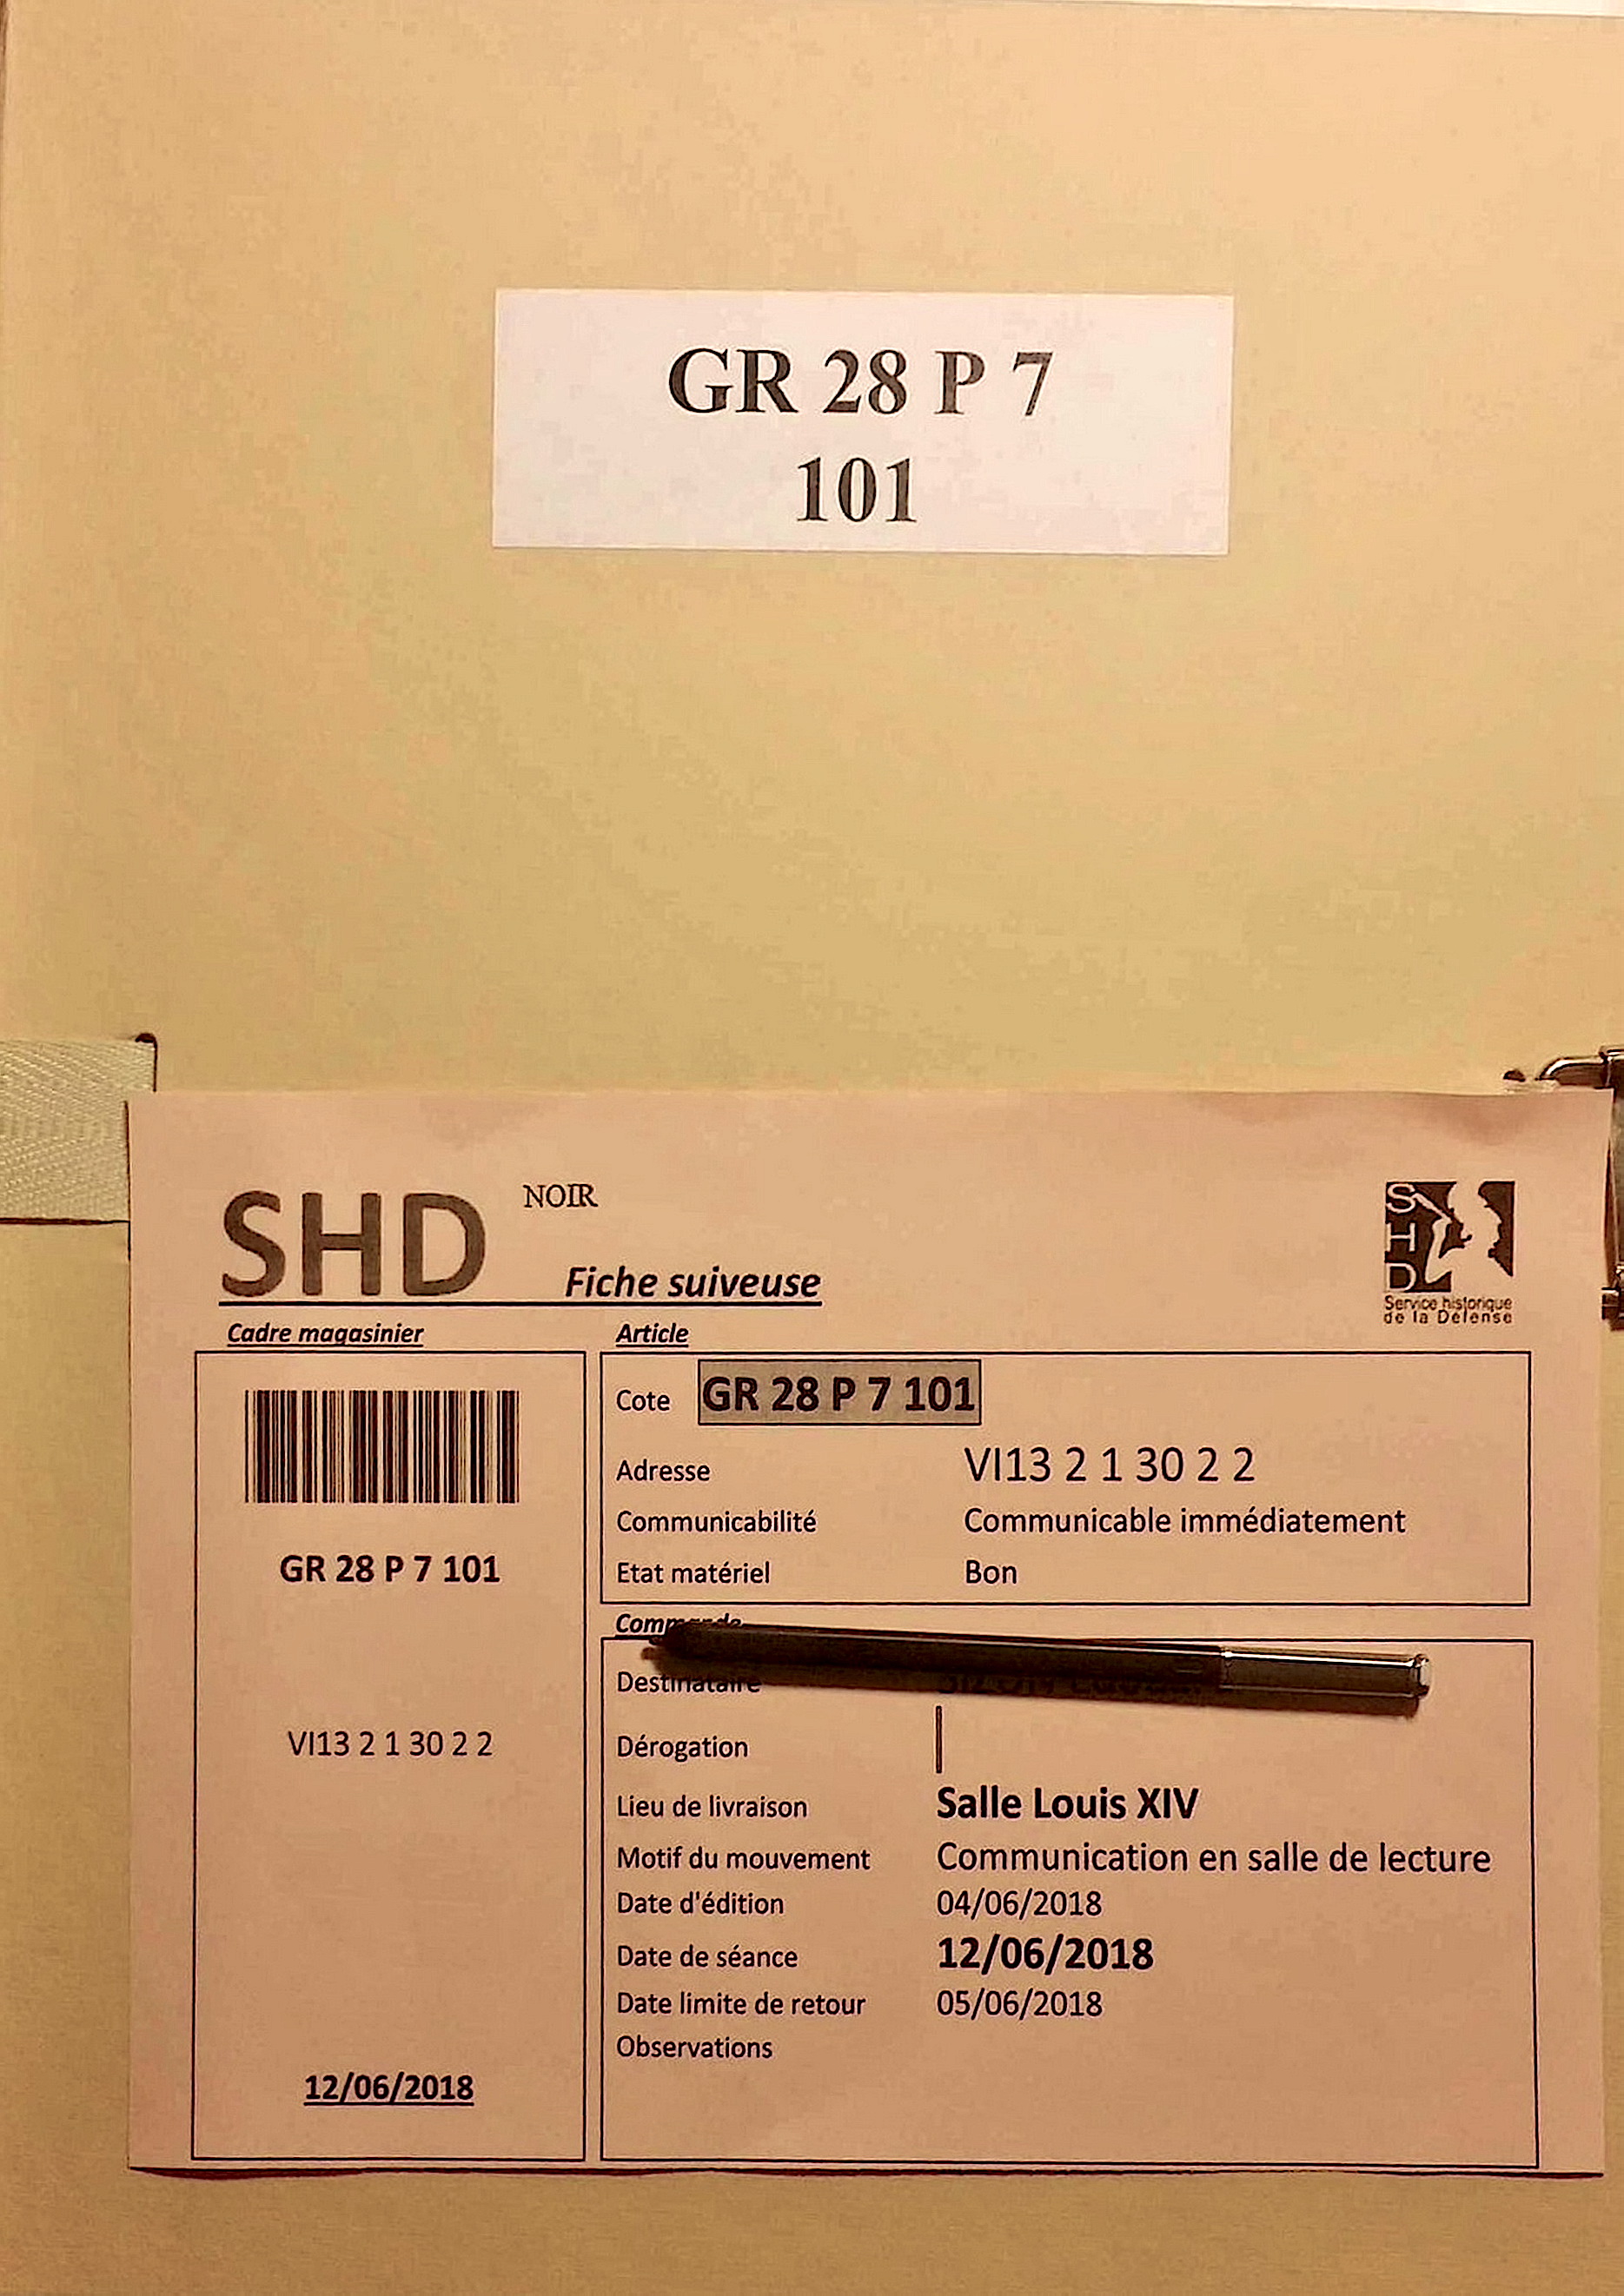 GR 28 P 7
101
SHD
NOIR
Fiche suiveuse
S
H
D
Service historique
de la Défense
Cadre magasinier
GR 28 P 7 101
VI13 2 1 30 2 2
12/06/2018
Article
Cote GR 28 P 7 101
Adresse VI13 2 1 30 2 2
Communicabilité Communicable immédiatement
Etat matériel Bon
Commande
Destinataire
Dérogation
Lieu de livraison Salle Louis XIV
Motif du mouvement Communication en salle de lecture
Date d'édition 04/06/2018
Date de séance 12/06/2018
Date limite de retour 05/06/2018
Observations